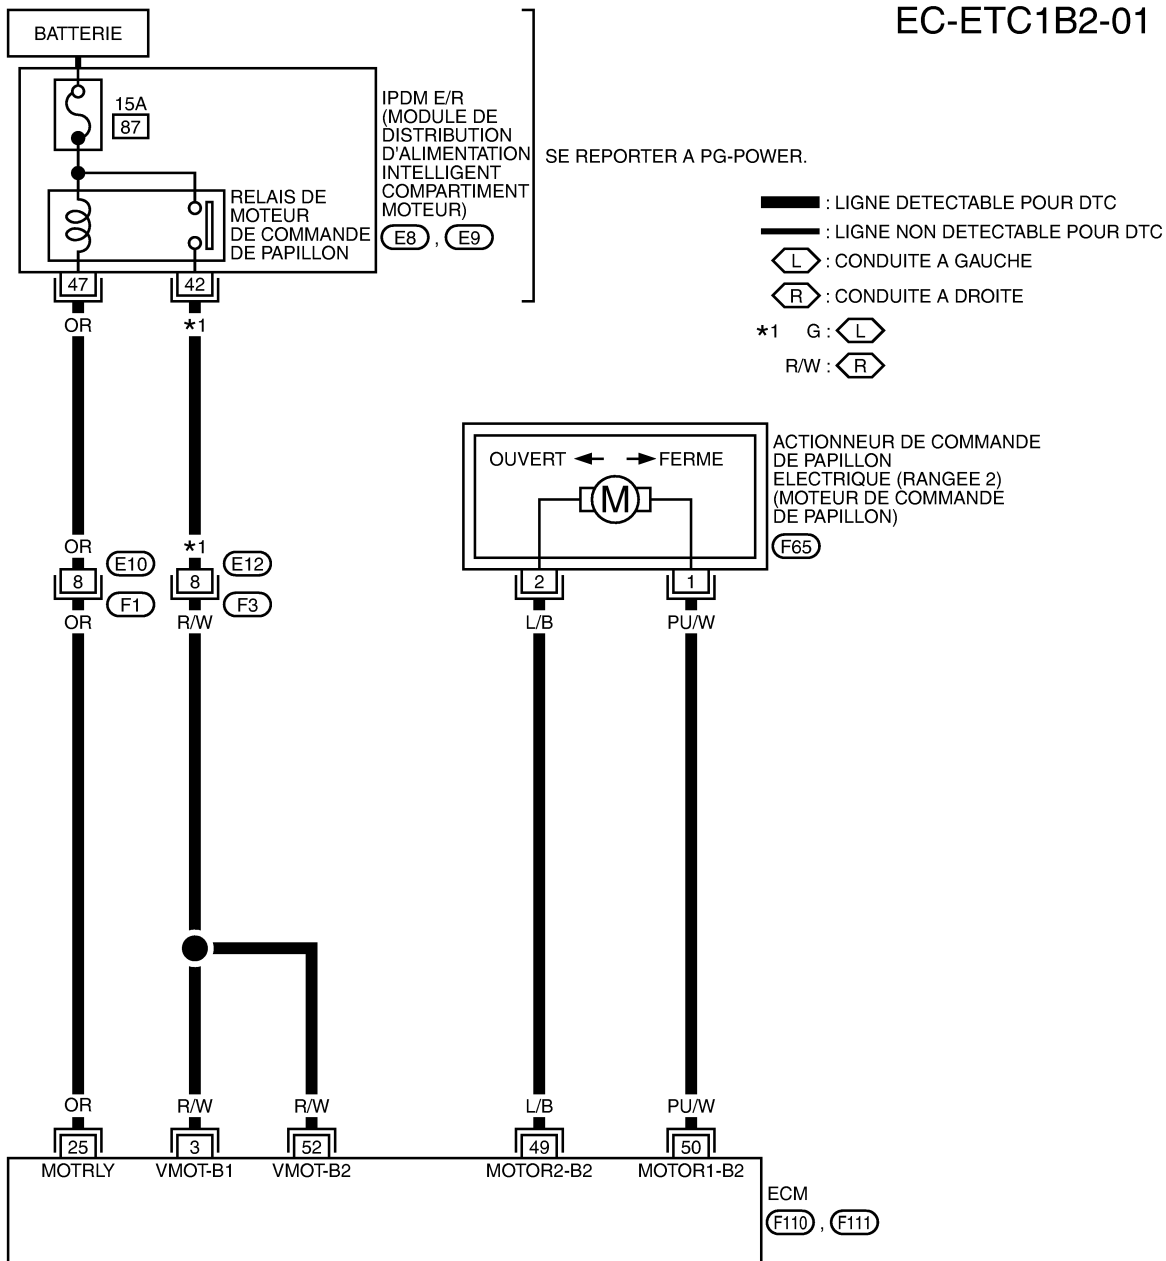 EC-ETC1B2-01
BATTERIE
15A
87
IPDM E/R
(MODULE DE
DISTRIBUTION
D'ALIMENTATION
INTELLIGENT
COMPARTIMENT
MOTEUR)
E8 , E9
SE REPORTER A PG-POWER.
RELAIS DE
MOTEUR
DE COMMANDE
DE PAPILLON
: LIGNE DETECTABLE POUR DTC
: LIGNE NON DETECTABLE POUR DTC
L : CONDUITE A GAUCHE
R : CONDUITE A DROITE
*1 G : L
R/W : R
47 42
OR *1
ACTIONNEUR DE COMMANDE
DE PAPILLON
ELECTRIQUE (RANGEE 2)
(MOTEUR DE COMMANDE
DE PAPILLON)
F65
OUVERT FERME
M
OR *1
8 E10 8 E12
F1 F3
OR R/W
2 1
L/B PU/W
OR R/W R/W L/B PU/W
25 3 52 49 50
MOTRLY VMOT-B1 VMOT-B2 MOTOR2-B2 MOTOR1-B2
ECM
F110 , F111